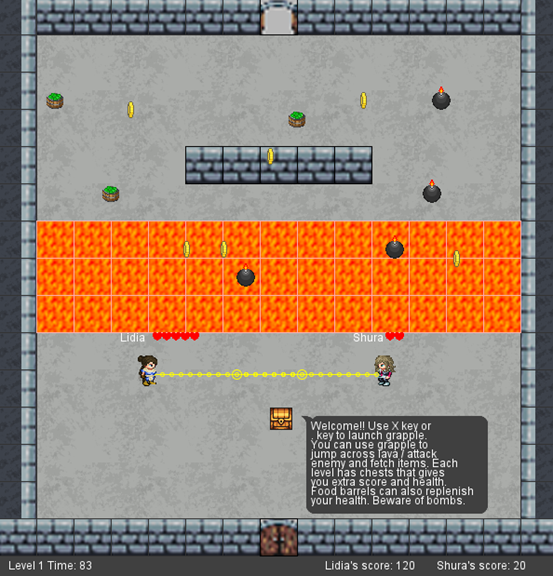 Lidia
Shura
Welcome!! Use X key or
, key to launch grapple.
You can use grapple to
jump across lava / attack
enemy and fetch items. Each
level has chests that gives
you extra score and health.
Food barrels can also replenish
your health. Beware of bombs.
Level 1 Time: 83
Lidia's score: 120
Shura's score: 20